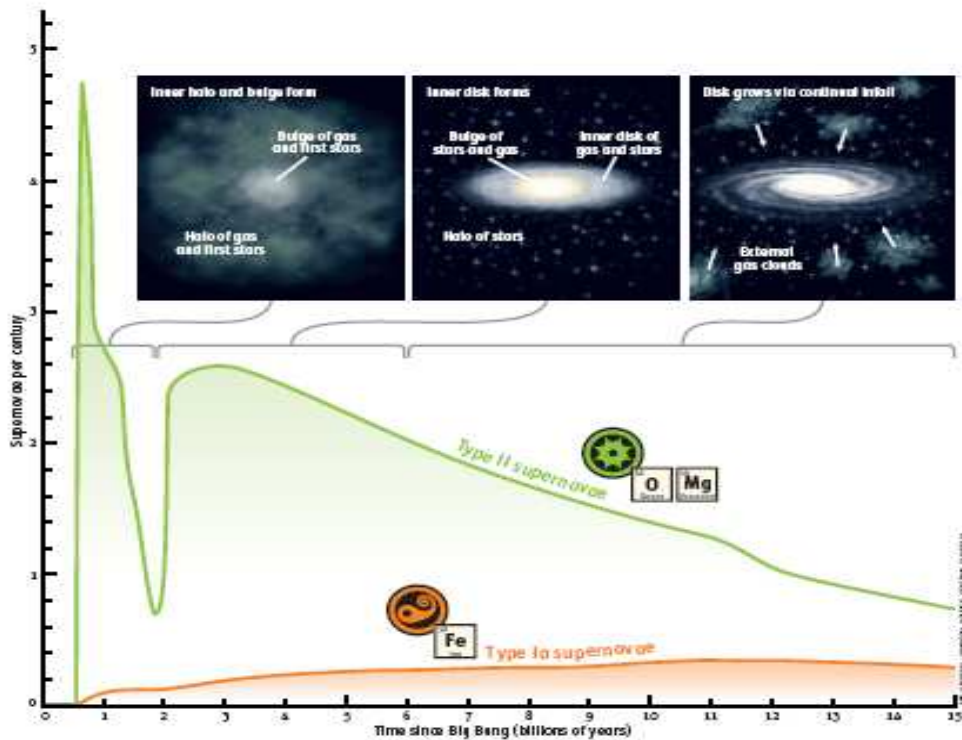 5
4
3
2
1
0
Supernovae per century
Inner halo and bulge form
Bulge of gas
and first stars
Halo of gas
and first stars
Inner disk forms
Bulge of
stars and gas
Inner disk of
gas and stars
Halo of stars
Disk grows via continual infall
External
gas clouds
Type II supernovae
O
Mg
Fe
Type Ia supernovae
0 1 2 3 4 5 6 7 8 9 10 11 12 13 14 15
Time since Big Bang (billions of years)